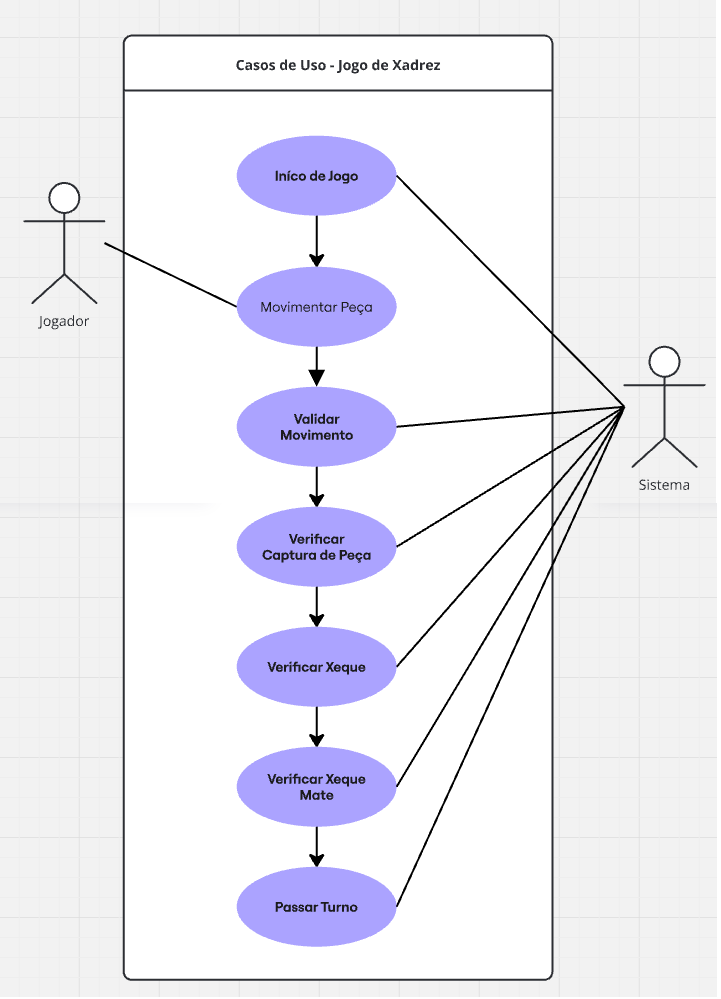 Casos de Uso - Jogo de Xadrez
Iníco de Jogo
Jogador
Movimentar Peça
Validar
Movimento
Sistema
Verificar
Captura de Peça
Verificar Xeque
Verificar Xeque
Mate
Passar Turno